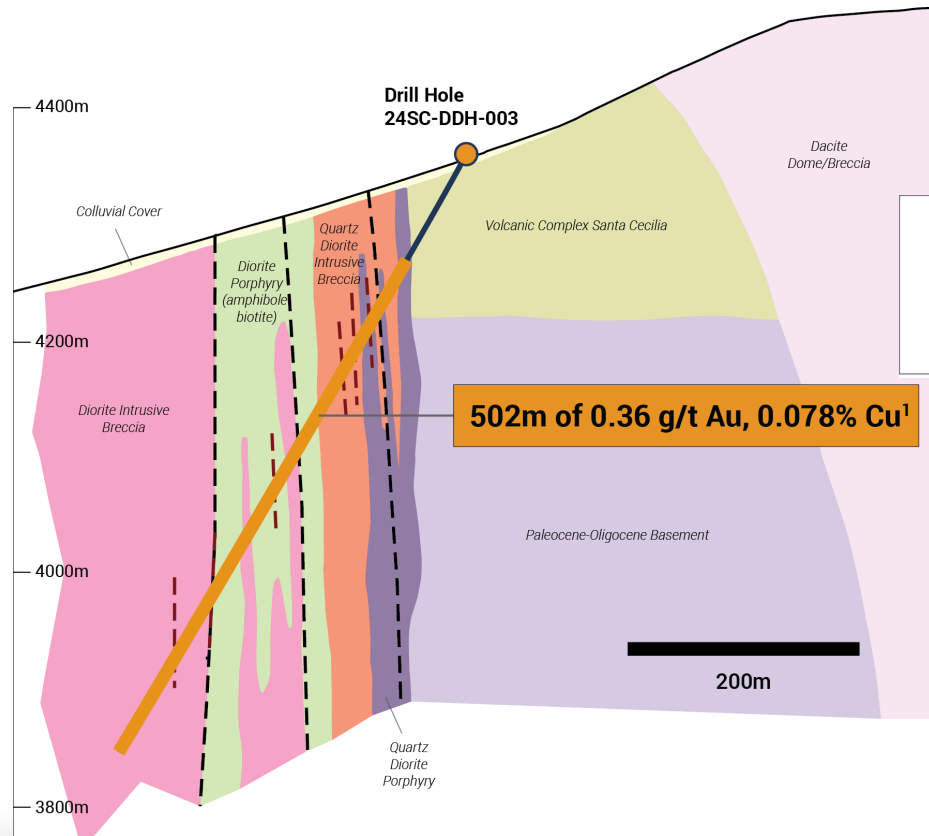 4400m
Drill Hole
24SC-DDH-003
Dacite
Dome/Breccia
Colluvial Cover
Volcanic Complex Santa Cecilia
Quartz
Diorite
Intrusive
Breccia
Diorite
Porphyry
(amphibole
biotite)
4200m
Diorite Intrusive
Breccia
502m of 0.36 g/t Au, 0.078% Cu¹
Paleocene-Oligocene Basement
4000m
200m
Quartz
Diorite
Porphyry
3800m